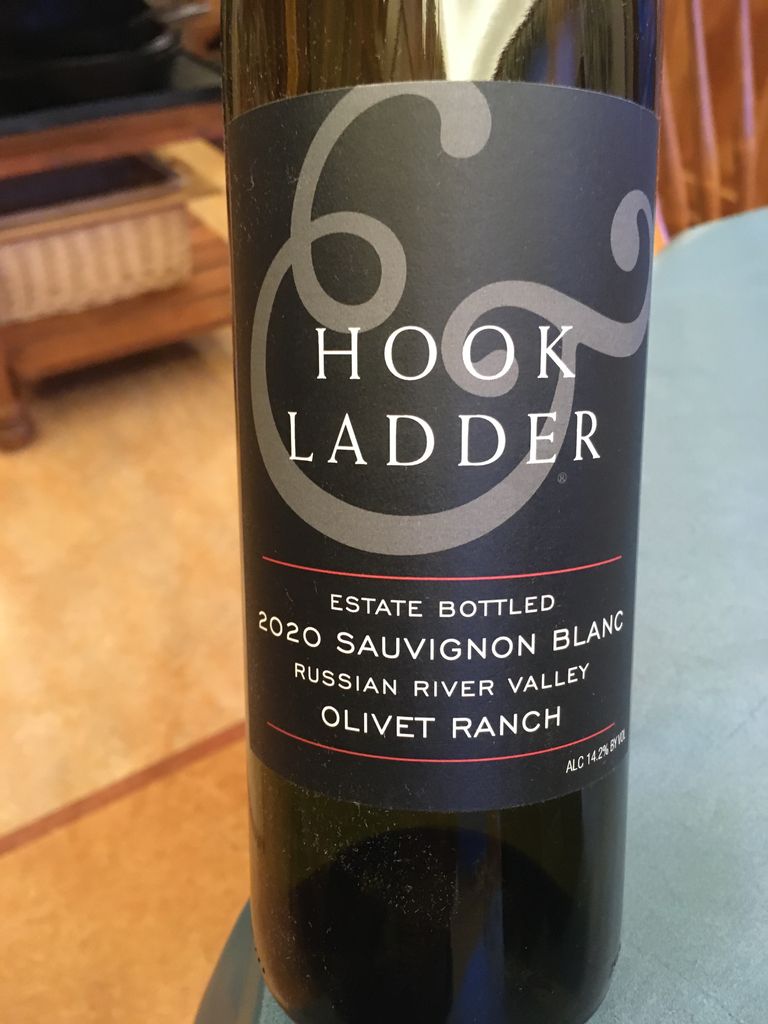 &
HOOK
LADDER
®
ESTATE BOTTLED
2020 SAUVIGNON BLANC
RUSSIAN RIVER VALLEY
OLIVET RANCH
ALC 14.2% BY VOL